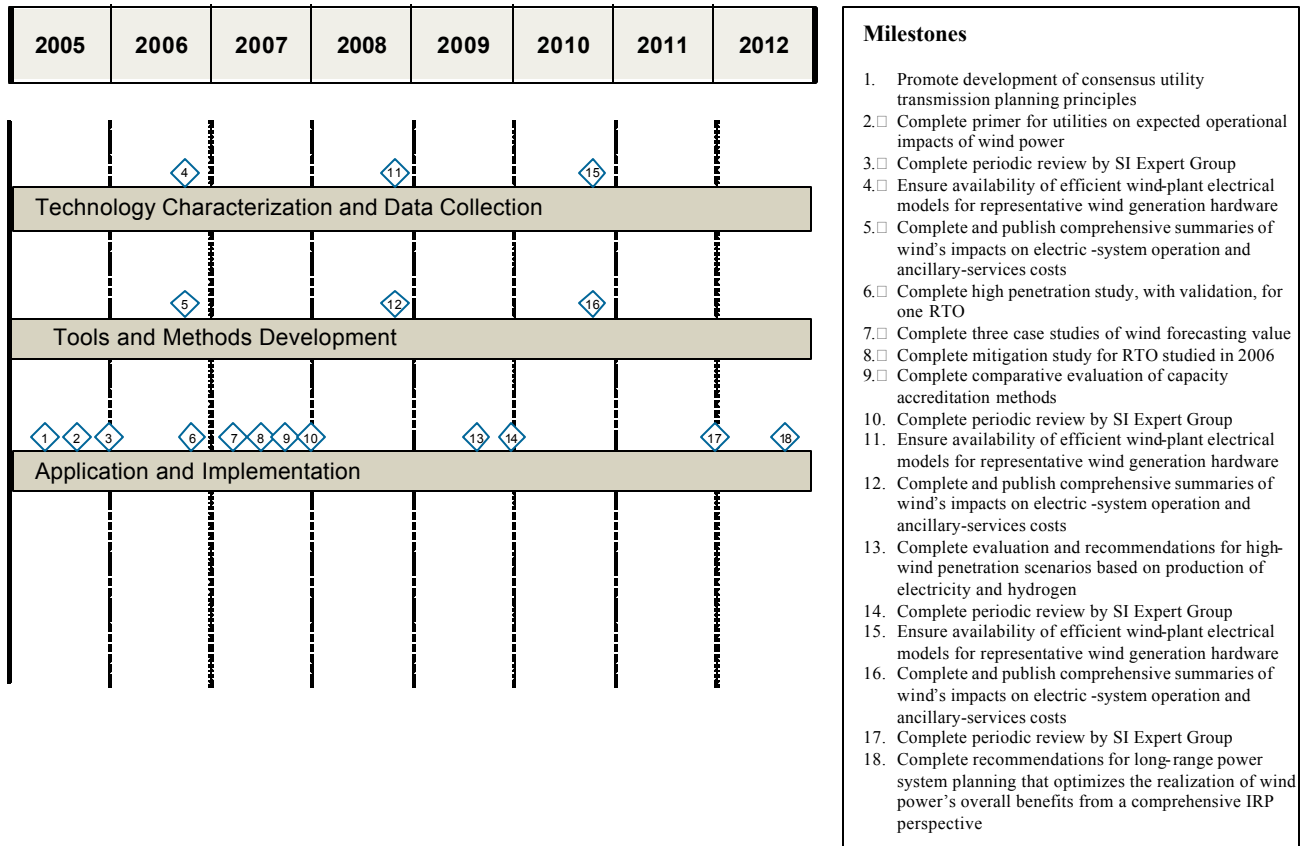 2005 2006 2007 2008 2009 2010 2011 2012
4 11 15
Technology Characterization and Data Collection
5 12 16
Tools and Methods Development
1 2 3 6 7 8 9 10 13 14 17 18
Application and Implementation
Milestones
1. Promote development of consensus utility
transmission planning principles
2.□ Complete primer for utilities on expected operational
impacts of wind power
3.□ Complete periodic review by SI Expert Group
4.□ Ensure availability of efficient wind-plant electrical
models for representative wind generation hardware
5.□ Complete and publish comprehensive summaries of
wind's impacts on electric -system operation and
ancillary-services costs
6.□ Complete high penetration study, with validation, for
one RTO
7.□ Complete three case studies of wind forecasting value
8.□ Complete mitigation study for RTO studied in 2006
9.□ Complete comparative evaluation of capacity
accreditation methods
10. Complete periodic review by SI Expert Group
11. Ensure availability of efficient wind-plant electrical
models for representative wind generation hardware
12. Complete and publish comprehensive summaries of
wind's impacts on electric -system operation and
ancillary-services costs
13. Complete evaluation and recommendations for high-
wind penetration scenarios based on production of
electricity and hydrogen
14. Complete periodic review by SI Expert Group
15. Ensure availability of efficient wind-plant electrical
models for representative wind generation hardware
16. Complete and publish comprehensive summaries of
wind's impacts on electric -system operation and
ancillary-services costs
17. Complete periodic review by SI Expert Group
18. Complete recommendations for long-range power
system planning that optimizes the realization of wind
power's overall benefits from a comprehensive IRP
perspective